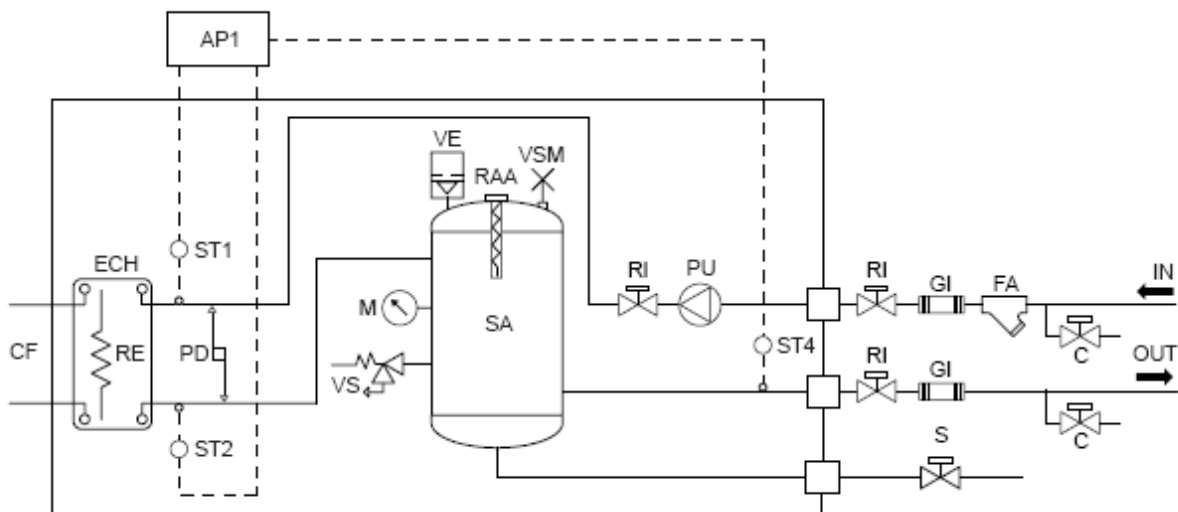 AP1
VE
VSM
RAA
ST1
ECH
RI
PU
RI
GI
FA
IN
M
SA
CF
RE
PD
ST4
C
RI
GI
OUT
VS
ST2
S
C